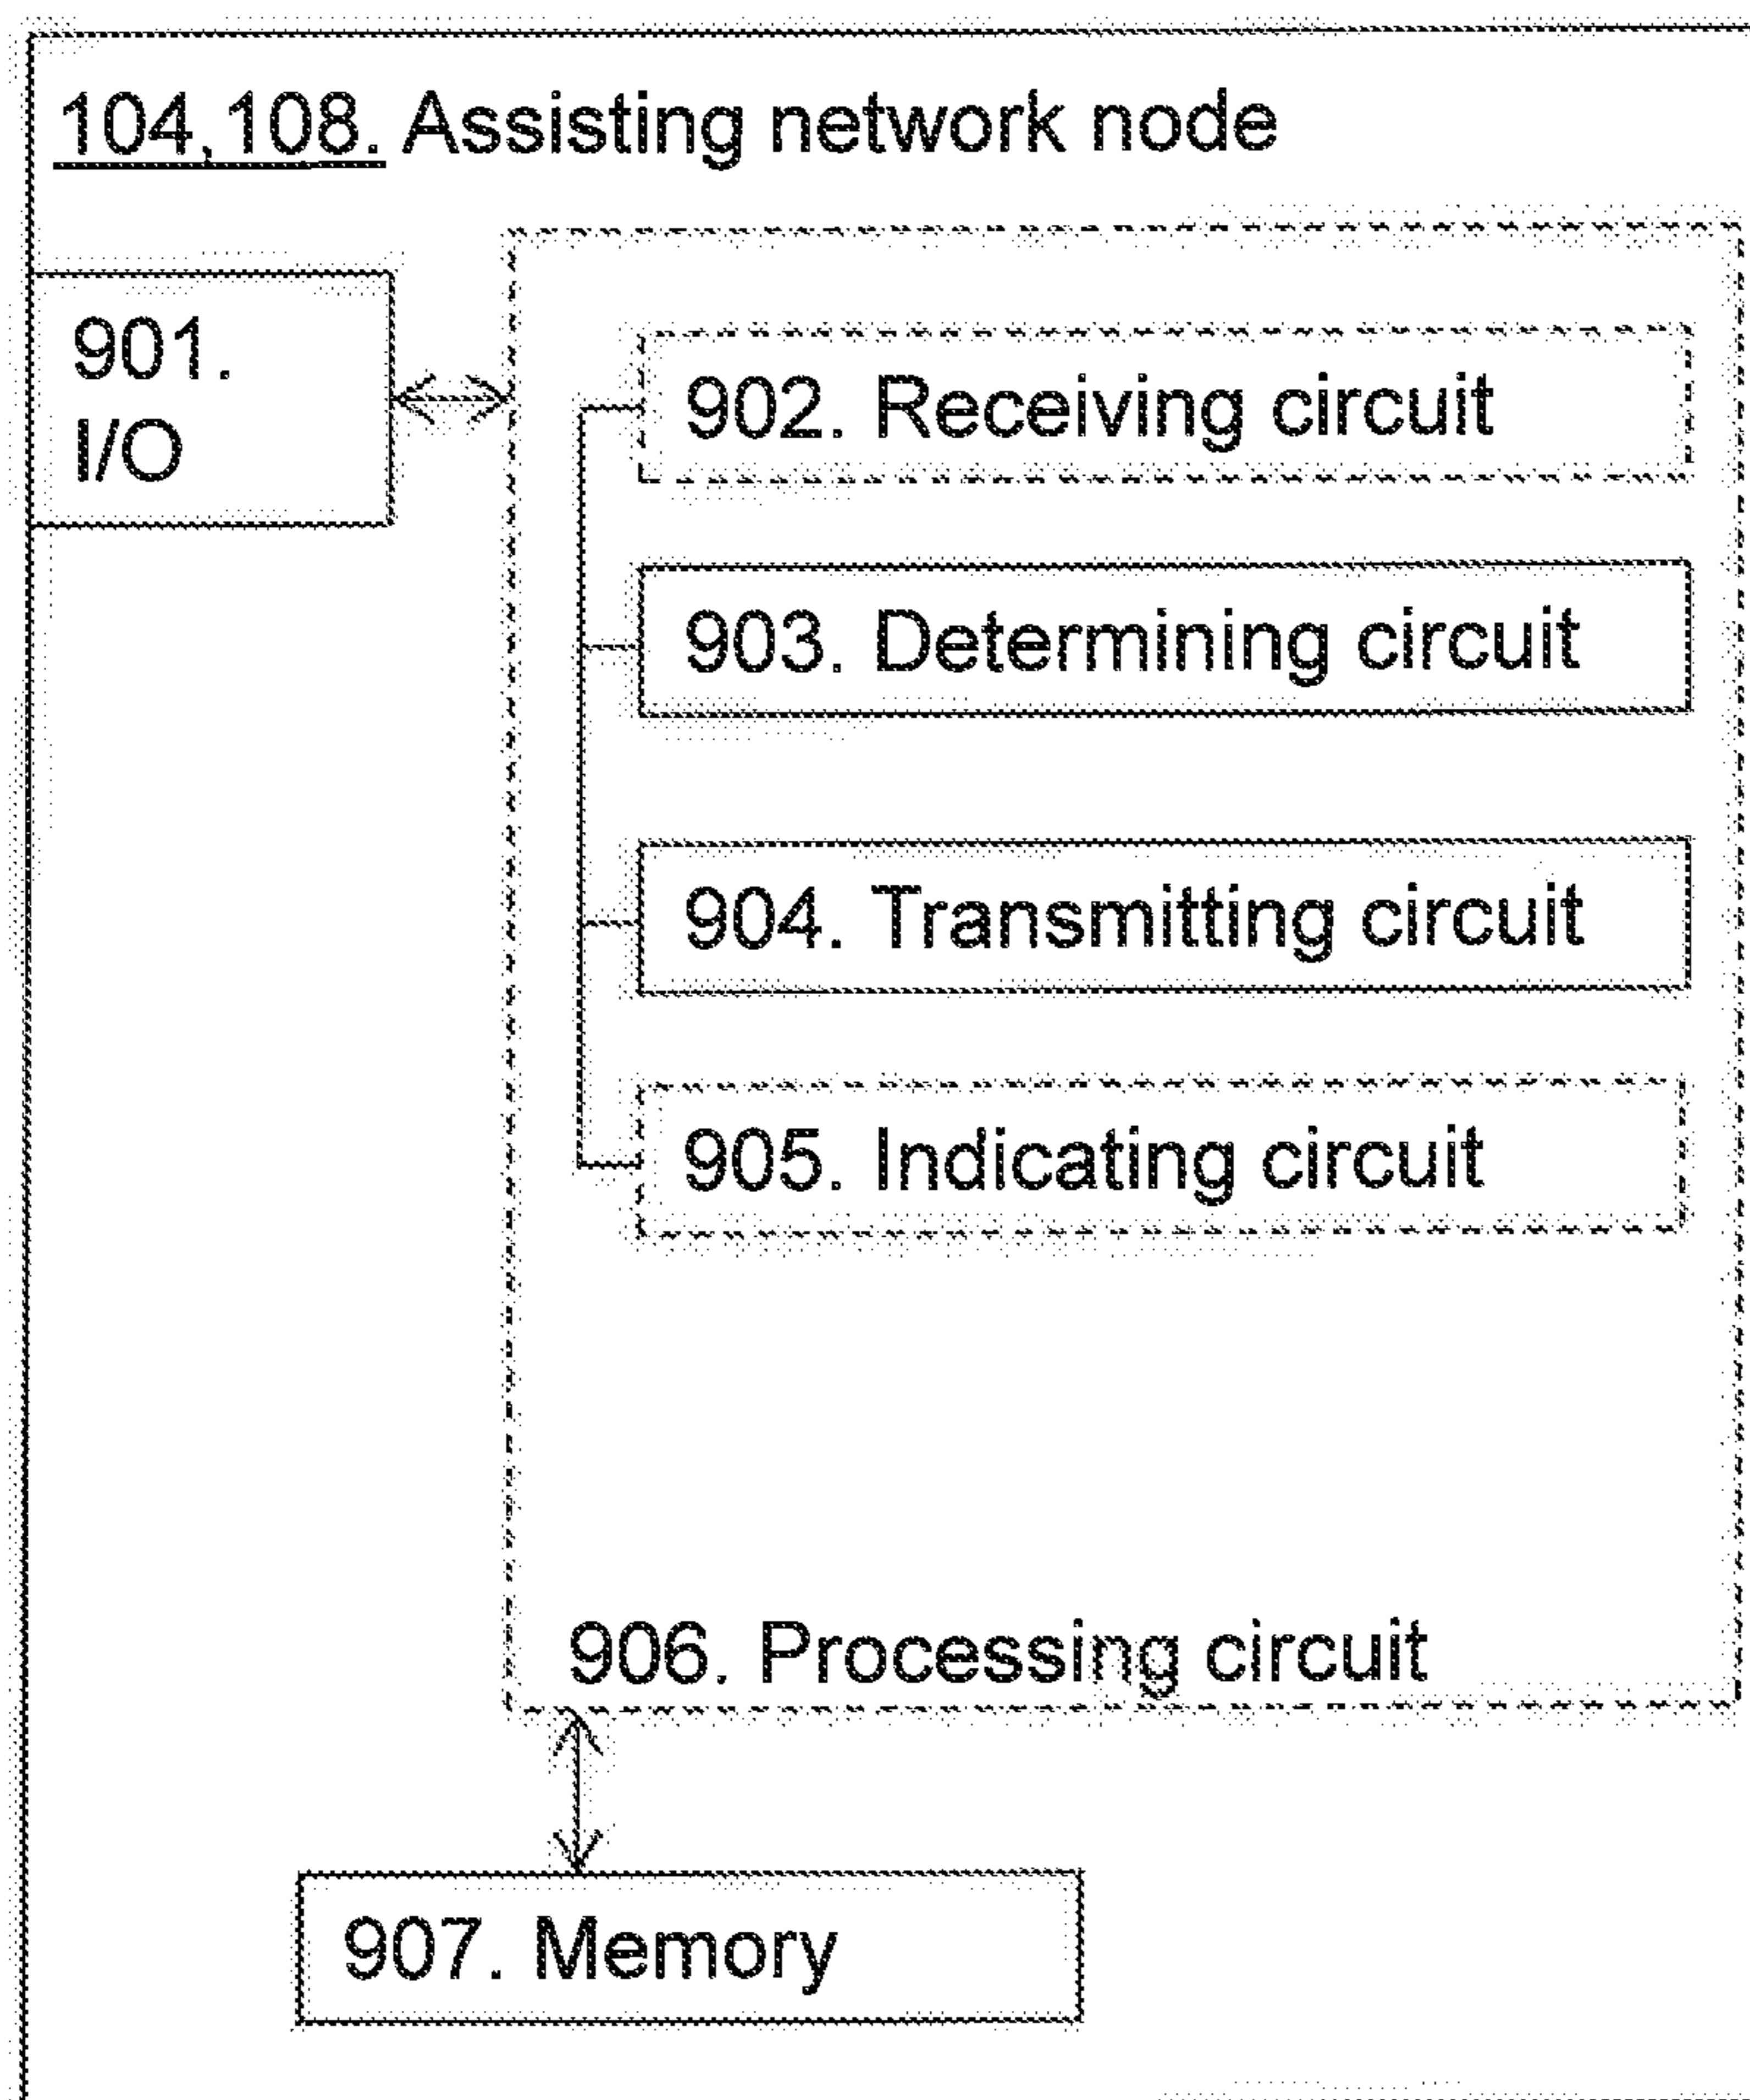 104,108. Assisting network node
901.
I/O
902. Receiving circuit
903. Determining circuit
904. Transmitting circuit
905. Indicating circuit
906. Processing circuit
907. Memory